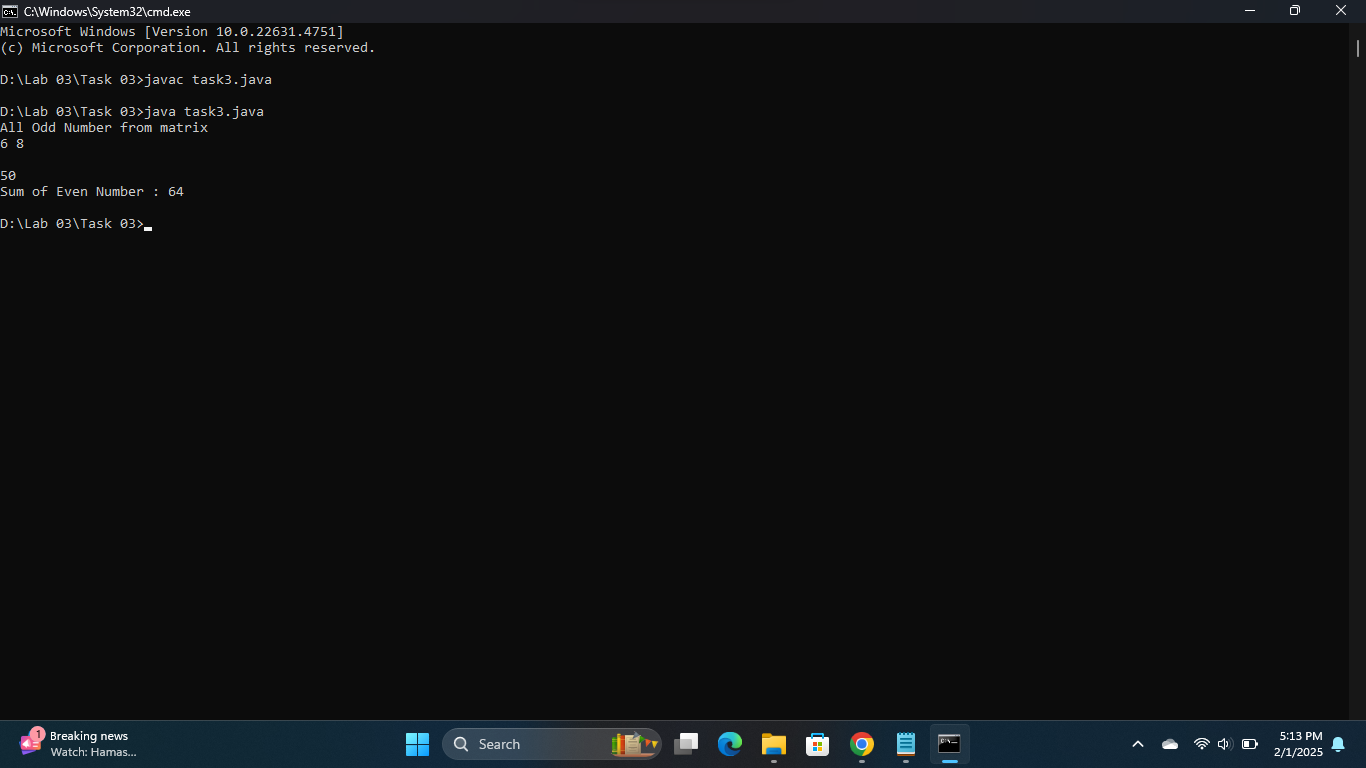 C:\Windows\System32\cmd.exe
Microsoft Windows [Version 10.0.22631.4751]
(c) Microsoft Corporation. All rights reserved.
D:\Lab 03\Task 03>javac task3.java
D:\Lab 03\Task 03>java task3.java
All Odd Number from matrix
6 8
50
Sum of Even Number : 64
D:\Lab 03\Task 03>
1
Breaking news
Watch: Hamas...
Search
5:13 PM
2/1/2025